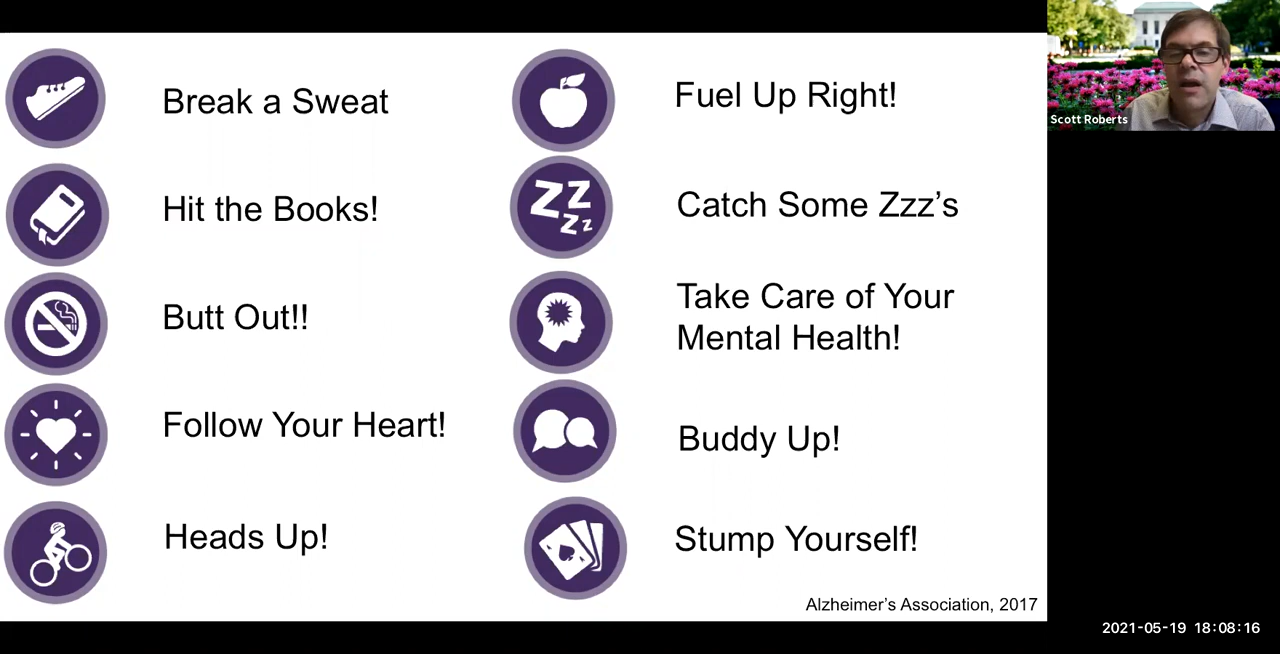 Break a Sweat
Hit the Books!
Butt Out!!
Follow Your Heart!
Heads Up!
Fuel Up Right!
ZZZz
Catch Some Zzz’s
Take Care of Your
Mental Health!
Buddy Up!
Stump Yourself!
Alzheimer’s Association, 2017
Scott Roberts
2021-05-19 18:08:16